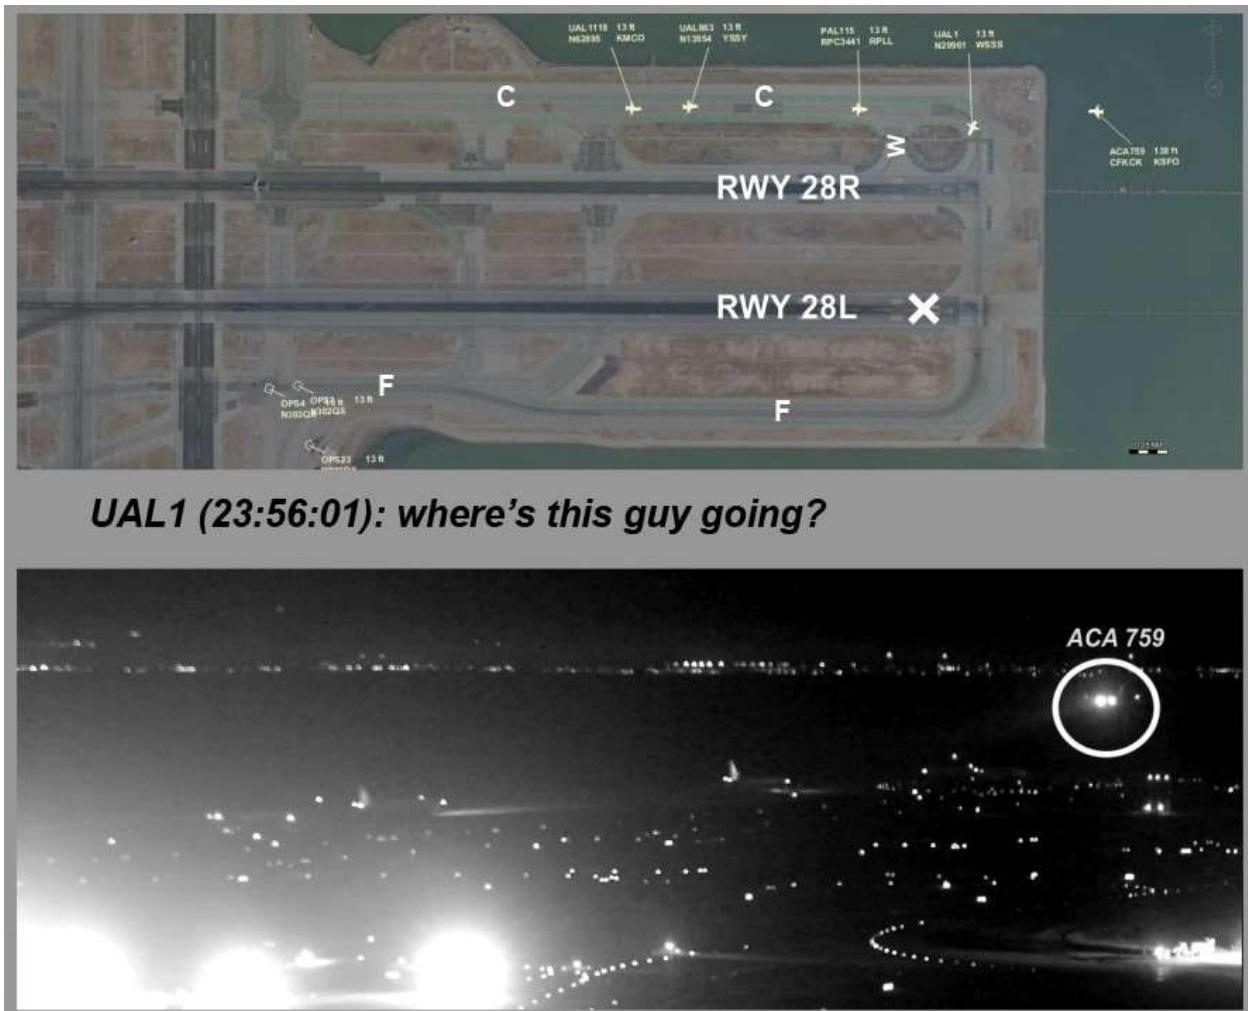 UAL1118 13 ft
N62895 KMCO
UAL863 13 ft
N13954 YSSY
PAL115 13 ft
RPC3441 RPLL
UAL1 13 ft
N29961 WSSS
C
C
W
ACA759 138 ft
CFKCK KSFO
RWY 28R
RWY 28L
F
OPS4
13 ft
F
OPS23 13 ft
UAL1 (23:56:01): where's this guy going?
ACA 759